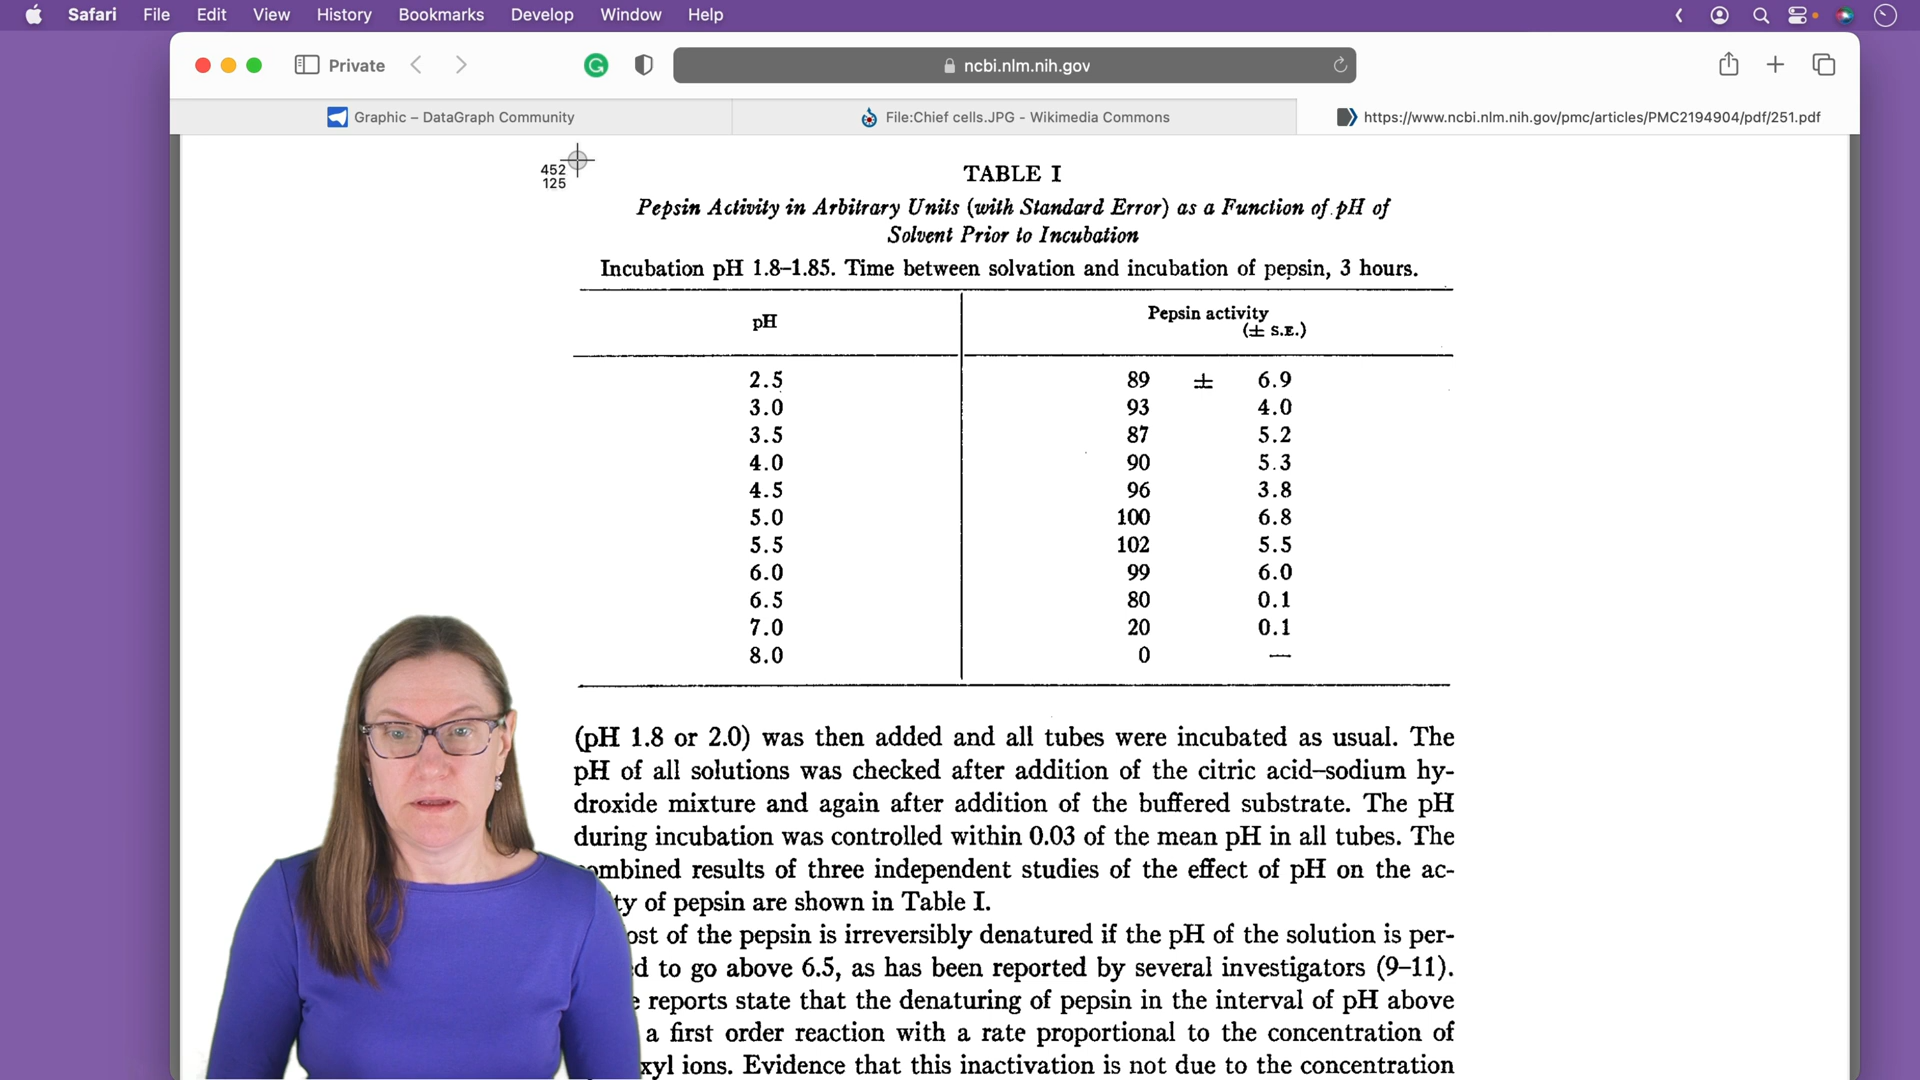 Safari File Edit View History Bookmarks Develop Window Help
Private
ncbi.nlm.nih.gov
Graphic – DataGraph Community
File:Chief cells.JPG - Wikimedia Commons
https://www.ncbi.nlm.nih.gov/pmc/articles/PMC2194904/pdf/251.pdf
452
125
TABLE I
Pepsin Activity in Arbitrary Units (with Standard Error) as a Function of pH of
Solvent Prior to Incubation
Incubation pH 1.8–1.85. Time between solvation and incubation of pepsin, 3 hours.
pH Pepsin activity
(± S.E.)
2.5 89 ± 6.9
3.0 93 4.0
3.5 87 5.2
4.0 90 5.3
4.5 96 3.8
5.0 100 6.8
5.5 102 5.5
6.0 99 6.0
6.5 80 0.1
7.0 20 0.1
8.0 0 —
(pH 1.8 or 2.0) was then added and all tubes were incubated as usual. The
pH of all solutions was checked after addition of the citric acid–sodium hy-
droxide mixture and again after addition of the buffered substrate. The pH
during incubation was controlled within 0.03 of the mean pH in all tubes. The
ombined results of three independent studies of the effect of pH on the ac-
ty of pepsin are shown in Table I.
ost of the pepsin is irreversibly denatured if the pH of the solution is per-
d to go above 6.5, as has been reported by several investigators (9–11).
e reports state that the denaturing of pepsin in the interval of pH above
a first order reaction with a rate proportional to the concentration of
xyl ions. Evidence that this inactivation is not due to the concentration